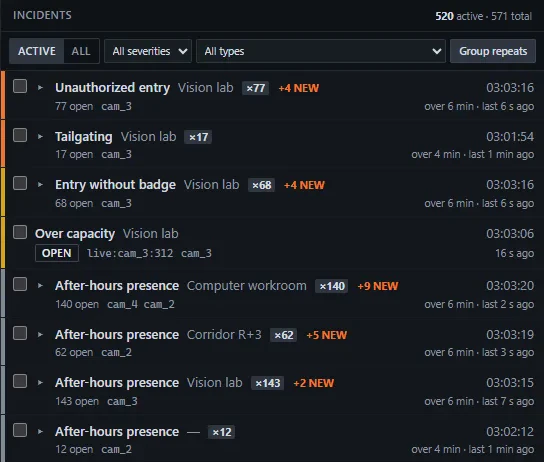 INCIDENTS 520 active · 571 total
ACTIVE ALL All severities All types Group repeats
▸ Unauthorized entry Vision lab ×77 +4 NEW 03:03:16
77 open cam_3 over 6 min · last 6 s ago
▸ Tailgating Vision lab ×17 03:01:54
17 open cam_3 over 4 min · last 1 min ago
▸ Entry without badge Vision lab ×68 +4 NEW 03:03:16
68 open cam_3 over 6 min · last 6 s ago
Over capacity Vision lab 03:03:06
OPEN live:cam_3:312 cam_3 16 s ago
▸ After-hours presence Computer workroom ×140 +9 NEW 03:03:20
140 open cam_4 cam_2 over 6 min · last 2 s ago
▸ After-hours presence Corridor R+3 ×62 +5 NEW 03:03:19
62 open cam_2 over 6 min · last 3 s ago
▸ After-hours presence Vision lab ×143 +2 NEW 03:03:15
143 open cam_3 over 6 min · last 7 s ago
▸ After-hours presence — ×12 03:02:12
12 open cam_2 over 4 min · last 1 min ago